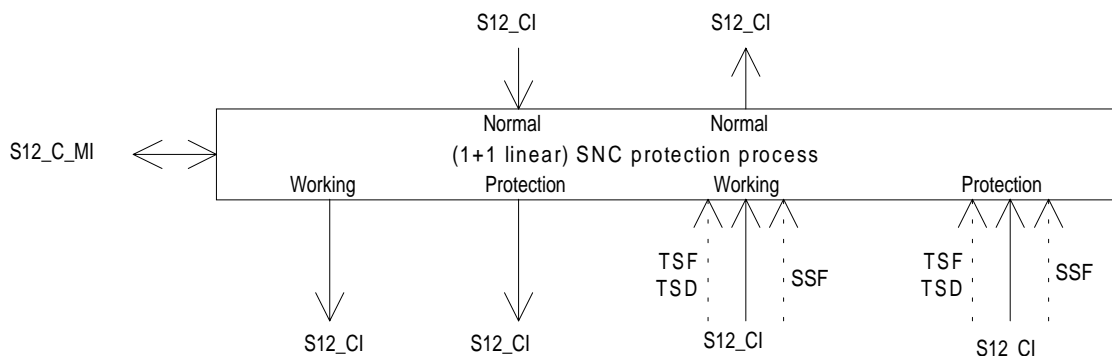 S12_CI S12_CI
Normal Normal
S12_C_MI
(1+1 linear) SNC protection process
Working Protection Working Protection
TSF TSF
SSF SSF
TSD TSD
S12_CI S12_CI S12_CI S12_CI